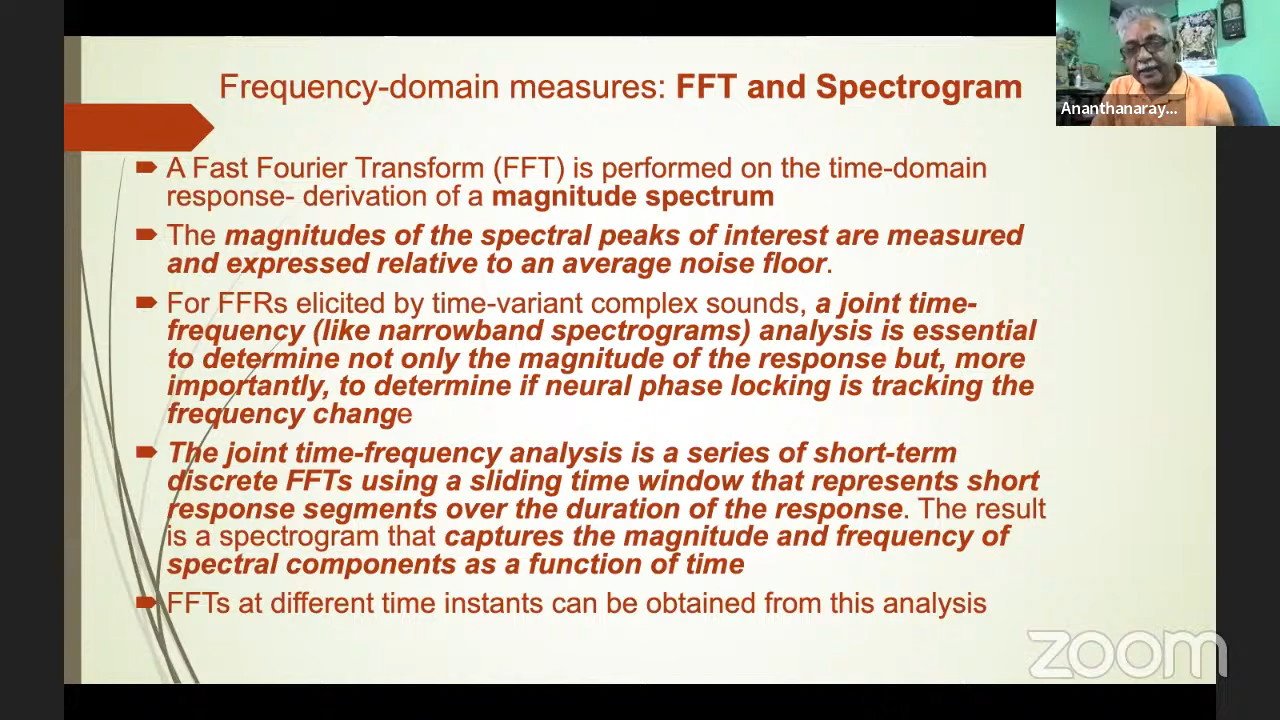 Frequency-domain measures: FFT and Spectrogram
Ananthanaray...
A Fast Fourier Transform (FFT) is performed on the time-domain
response- derivation of a magnitude spectrum
The magnitudes of the spectral peaks of interest are measured
and expressed relative to an average noise floor.
For FFRs elicited by time-variant complex sounds, a joint time-
frequency (like narrowband spectrograms) analysis is essential
to determine not only the magnitude of the response but, more
importantly, to determine if neural phase locking is tracking the
frequency change
The joint time-frequency analysis is a series of short-term
discrete FFTs using a sliding time window that represents short
response segments over the duration of the response. The result
is a spectrogram that captures the magnitude and frequency of
spectral components as a function of time
FFTs at different time instants can be obtained from this analysis
zoom